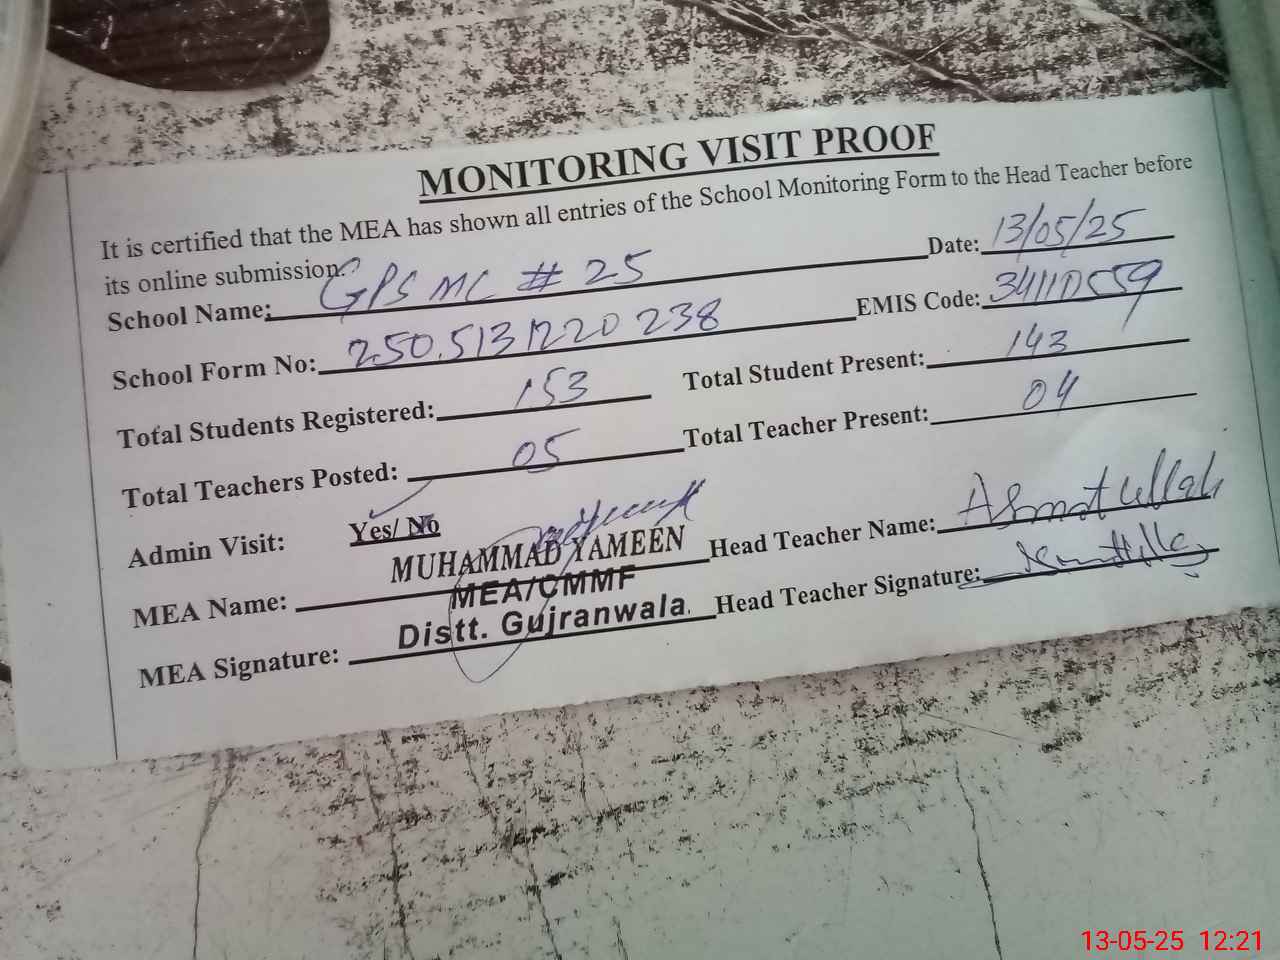 MONITORING VISIT PROOF
It is certified that the MEA has shown all entries of the School Monitoring Form to the Head Teacher before
its online submission.
School Name: GPS MC # 25 Date: 13/05/25
School Form No: 250.5131220238 EMIS Code: 34110559
Total Students Registered: 153 Total Student Present: 143
Total Teachers Posted: 05 Total Teacher Present: 04
Admin Visit: Yes/ No
MEA Name: MUHAMMAD YAMEEN Head Teacher Name: Asmatullah
MEA/CMMF
MEA Signature: Distt. Gujranwala. Head Teacher Signature:
13-05-25 12:21